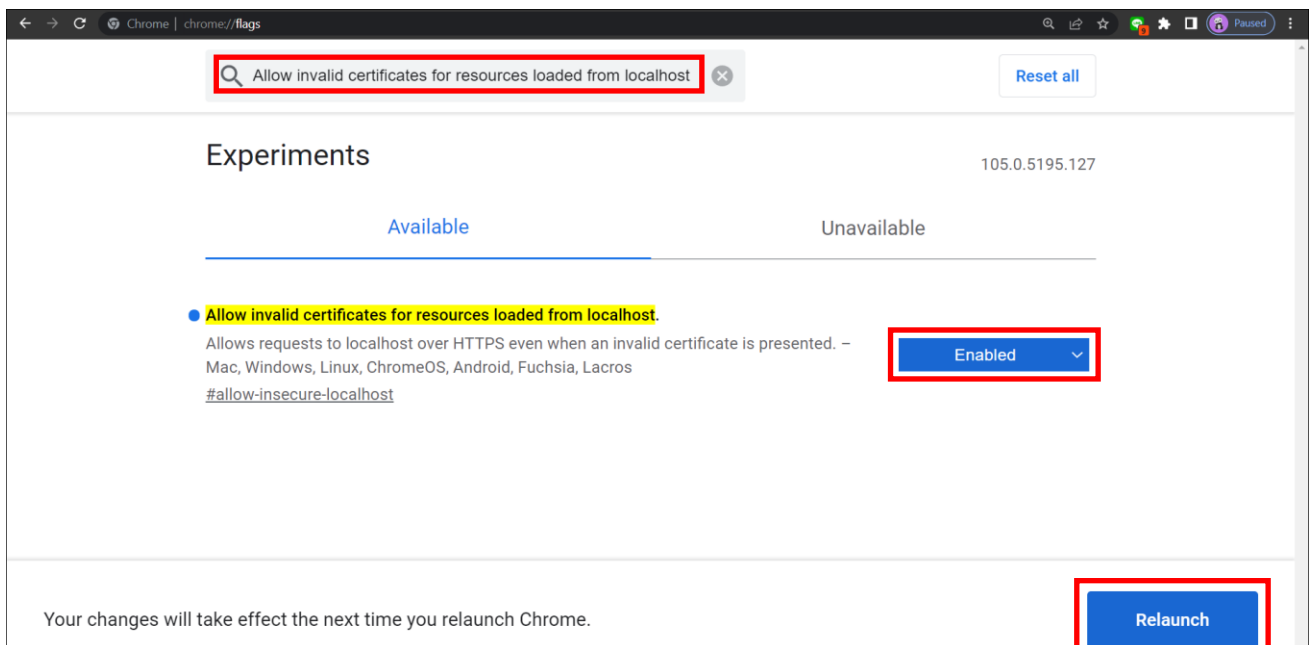 Chrome | chrome://flags
Paused
9
Allow invalid certificates for resources loaded from localhost
Reset all
Experiments
105.0.5195.127
Available
Unavailable
Allow invalid certificates for resources loaded from localhost.
Allows requests to localhost over HTTPS even when an invalid certificate is presented. –
Mac, Windows, Linux, ChromeOS, Android, Fuchsia, Lacros
#allow-insecure-localhost
Enabled
Your changes will take effect the next time you relaunch Chrome.
Relaunch